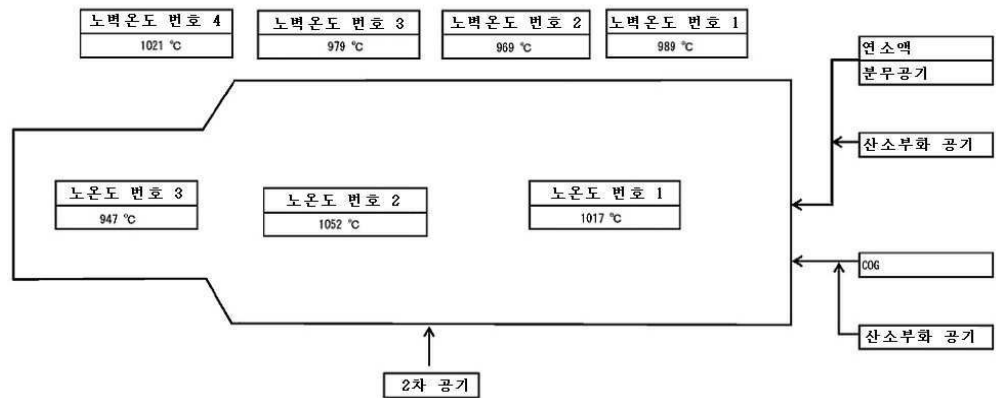 노벽온도 번호 4
1021 ℃
노벽온도 번호 3
979 ℃
노벽온도 번호 2
969 ℃
노벽온도 번호 1
989 ℃
연소액
분무공기
산소부화 공기
노온도 번호 3
947 ℃
노온도 번호 2
1052 ℃
노온도 번호 1
1017 ℃
COG
산소부화 공기
2차 공기